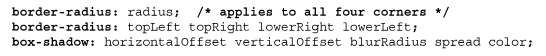 border-radius: radius;  /* applies to all four corners */
border-radius: topLeft topRight lowerRight lowerLeft;
box-shadow: horizontalOffset verticalOffset blurRadius spread color;